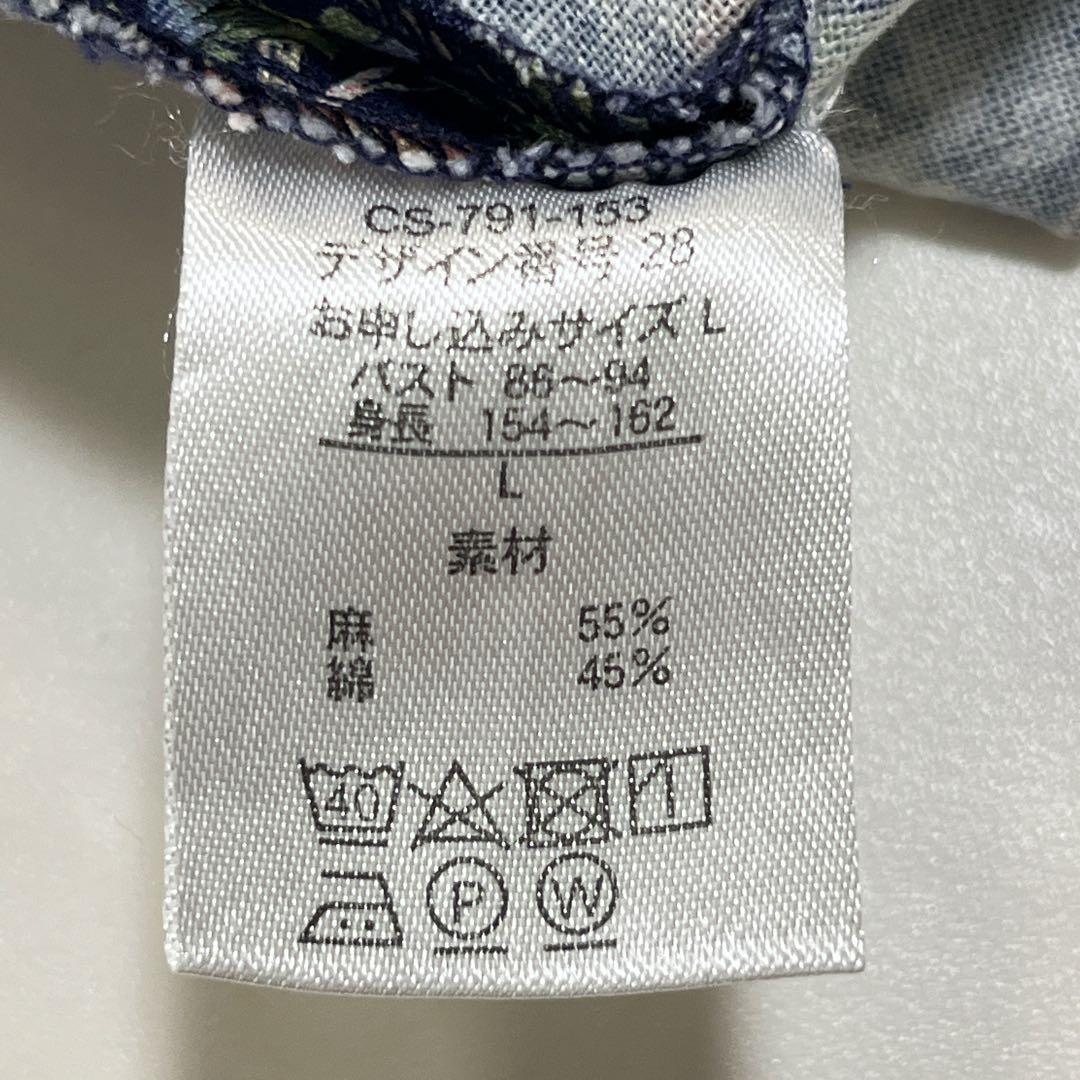 CS-791-153
デザイン番号 28
お申し込みサイズ L
バスト 86～94
身長 154～162
L
素材
麻 55%
綿 45%
40
P W